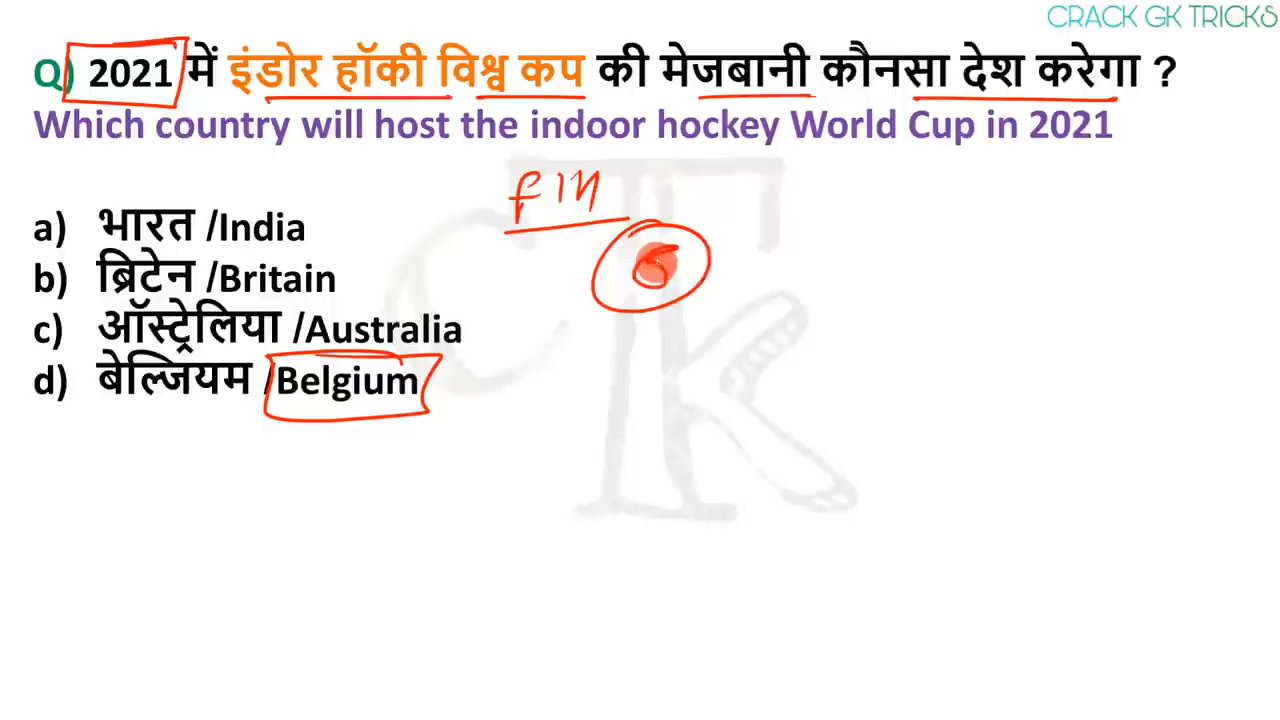 CRACK GK TRICKS
Q) 2021 में इंडोर हॉकी विश्व कप की मेजबानी कौनसा देश करेगा ?
Which country will host the indoor hockey World Cup in 2021
a) भारत /India
b) ब्रिटेन /Britain
c) ऑस्ट्रेलिया /Australia
d) बेल्जियम /Belgium